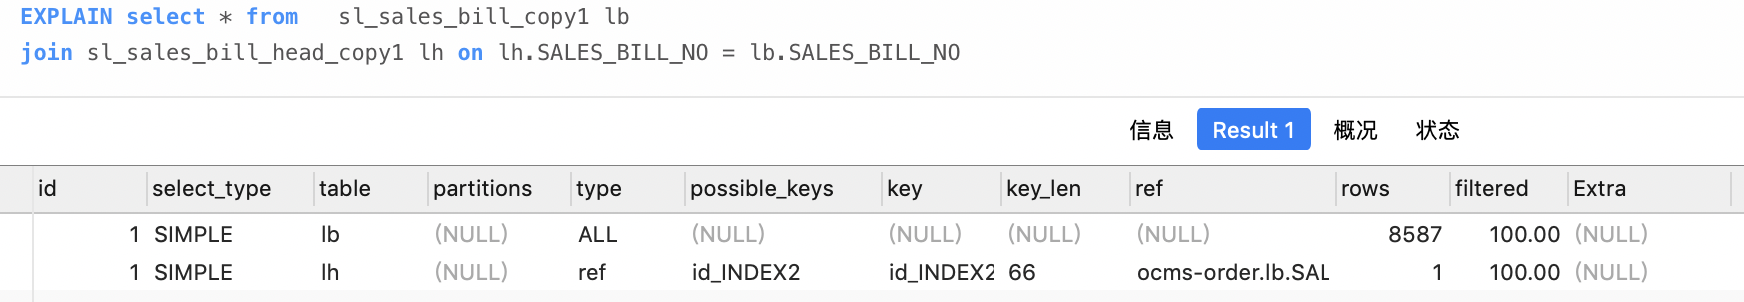 EXPLAIN select * from sl_sales_bill_copy1 lb
join sl_sales_bill_head_copy1 lh on lh.SALES_BILL_NO = lb.SALES_BILL_NO
信息 Result 1 概况 状态
id select_type table partitions type possible_keys key key_len ref rows filtered Extra
1 SIMPLE lb (NULL) ALL (NULL) (NULL) (NULL) (NULL) 8587 100.00 (NULL)
1 SIMPLE lh (NULL) ref id_INDEX2 id_INDEX2 66 ocms-order.lb.SAL 1 100.00 (NULL)